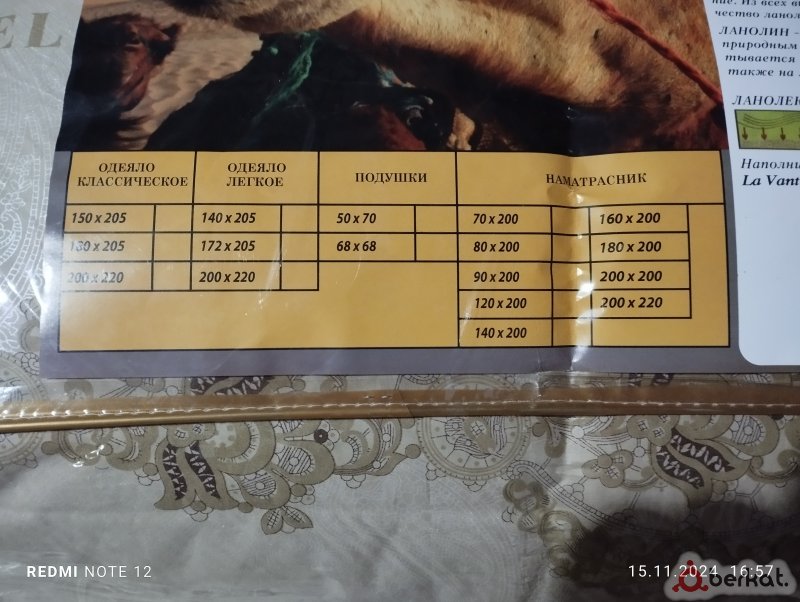 EL
ние. Из всех
чество
ЛАНОЛИН -
природным
тывается
также на
Наполни
La Vant
ОДЕЯЛО КЛАССИЧЕСКОЕ
ОДЕЯЛО ЛЕГКОЕ
ПОДУШКИ
НАМАТРАСНИК
150 x 205 140 x 205 50 x 70 70 x 200 160 x 200
180 x 205 172 x 205 68 x 68 80 x 200 180 x 200
200 x 220 200 x 220 90 x 200 200 x 200
120 x 200 200 x 220
140 x 200
REDMI NOTE 12
15.11.2024 16:57
berkat.